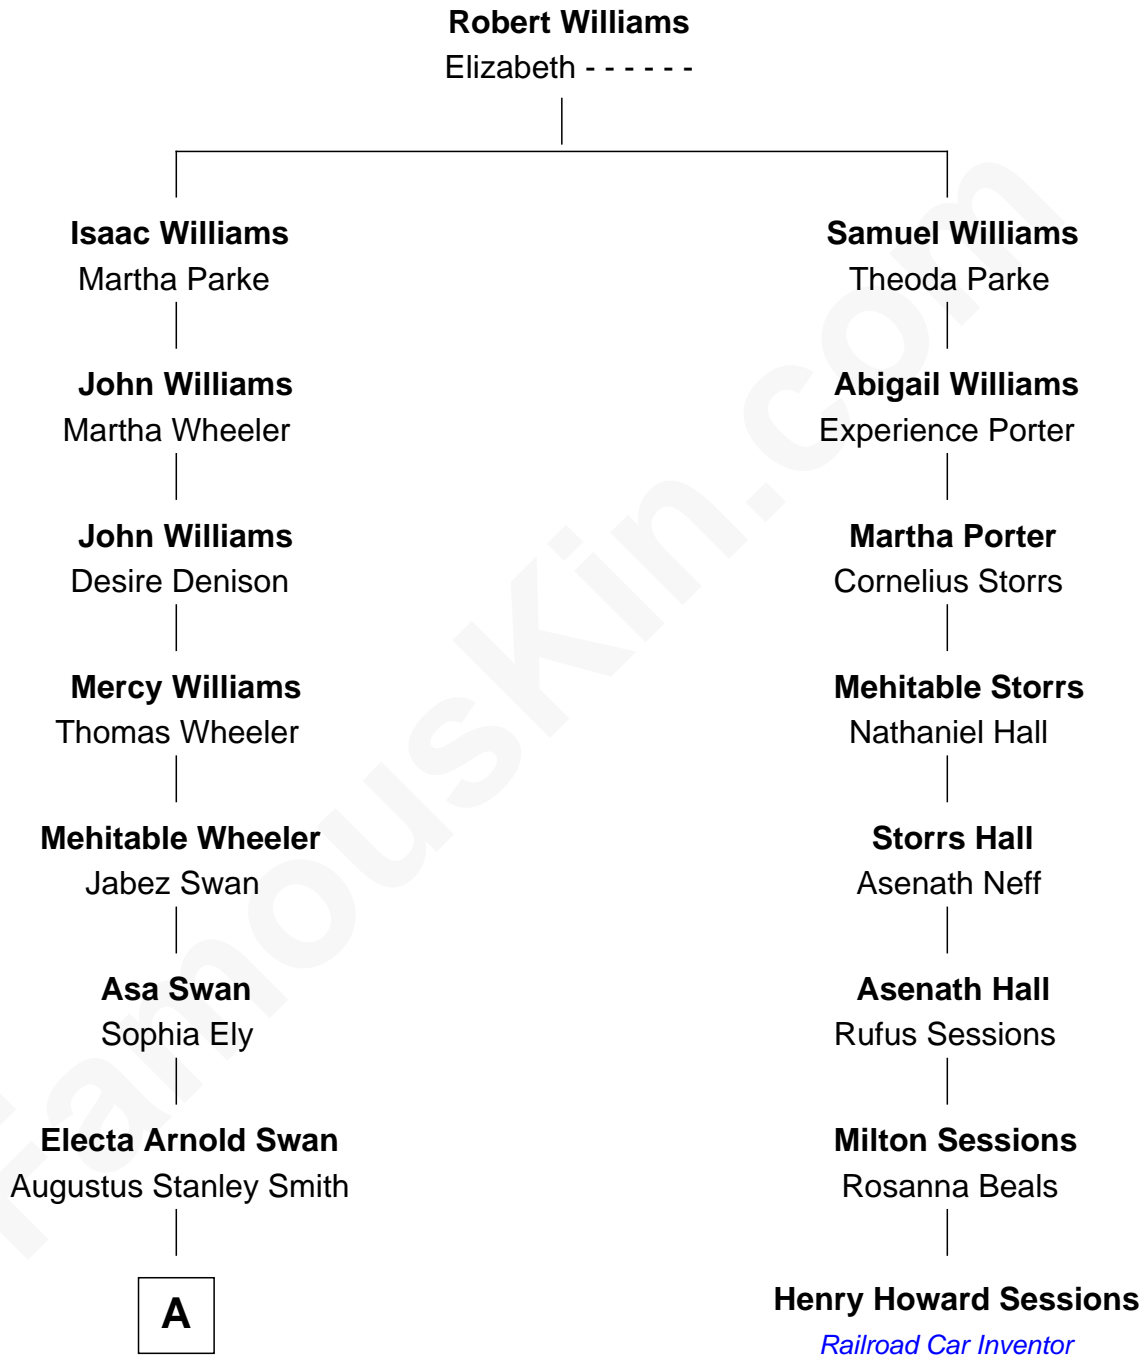 Robert Williams
Elizabeth - - - - - -
Isaac Williams
Martha Parke
Samuel Williams
Theoda Parke
John Williams
Martha Wheeler
Abigail Williams
Experience Porter
John Williams
Desire Denison
Martha Porter
Cornelius Storrs
Mercy Williams
Thomas Wheeler
Mehitable Storrs
Nathaniel Hall
Mehitable Wheeler
Jabez Swan
Storrs Hall
Asenath Neff
Asa Swan
Sophia Ely
Asenath Hall
Rufus Sessions
Electa Arnold Swan
Augustus Stanley Smith
Milton Sessions
Rosanna Beals
A
Henry Howard Sessions
Railroad Car Inventor
FamousKin.com